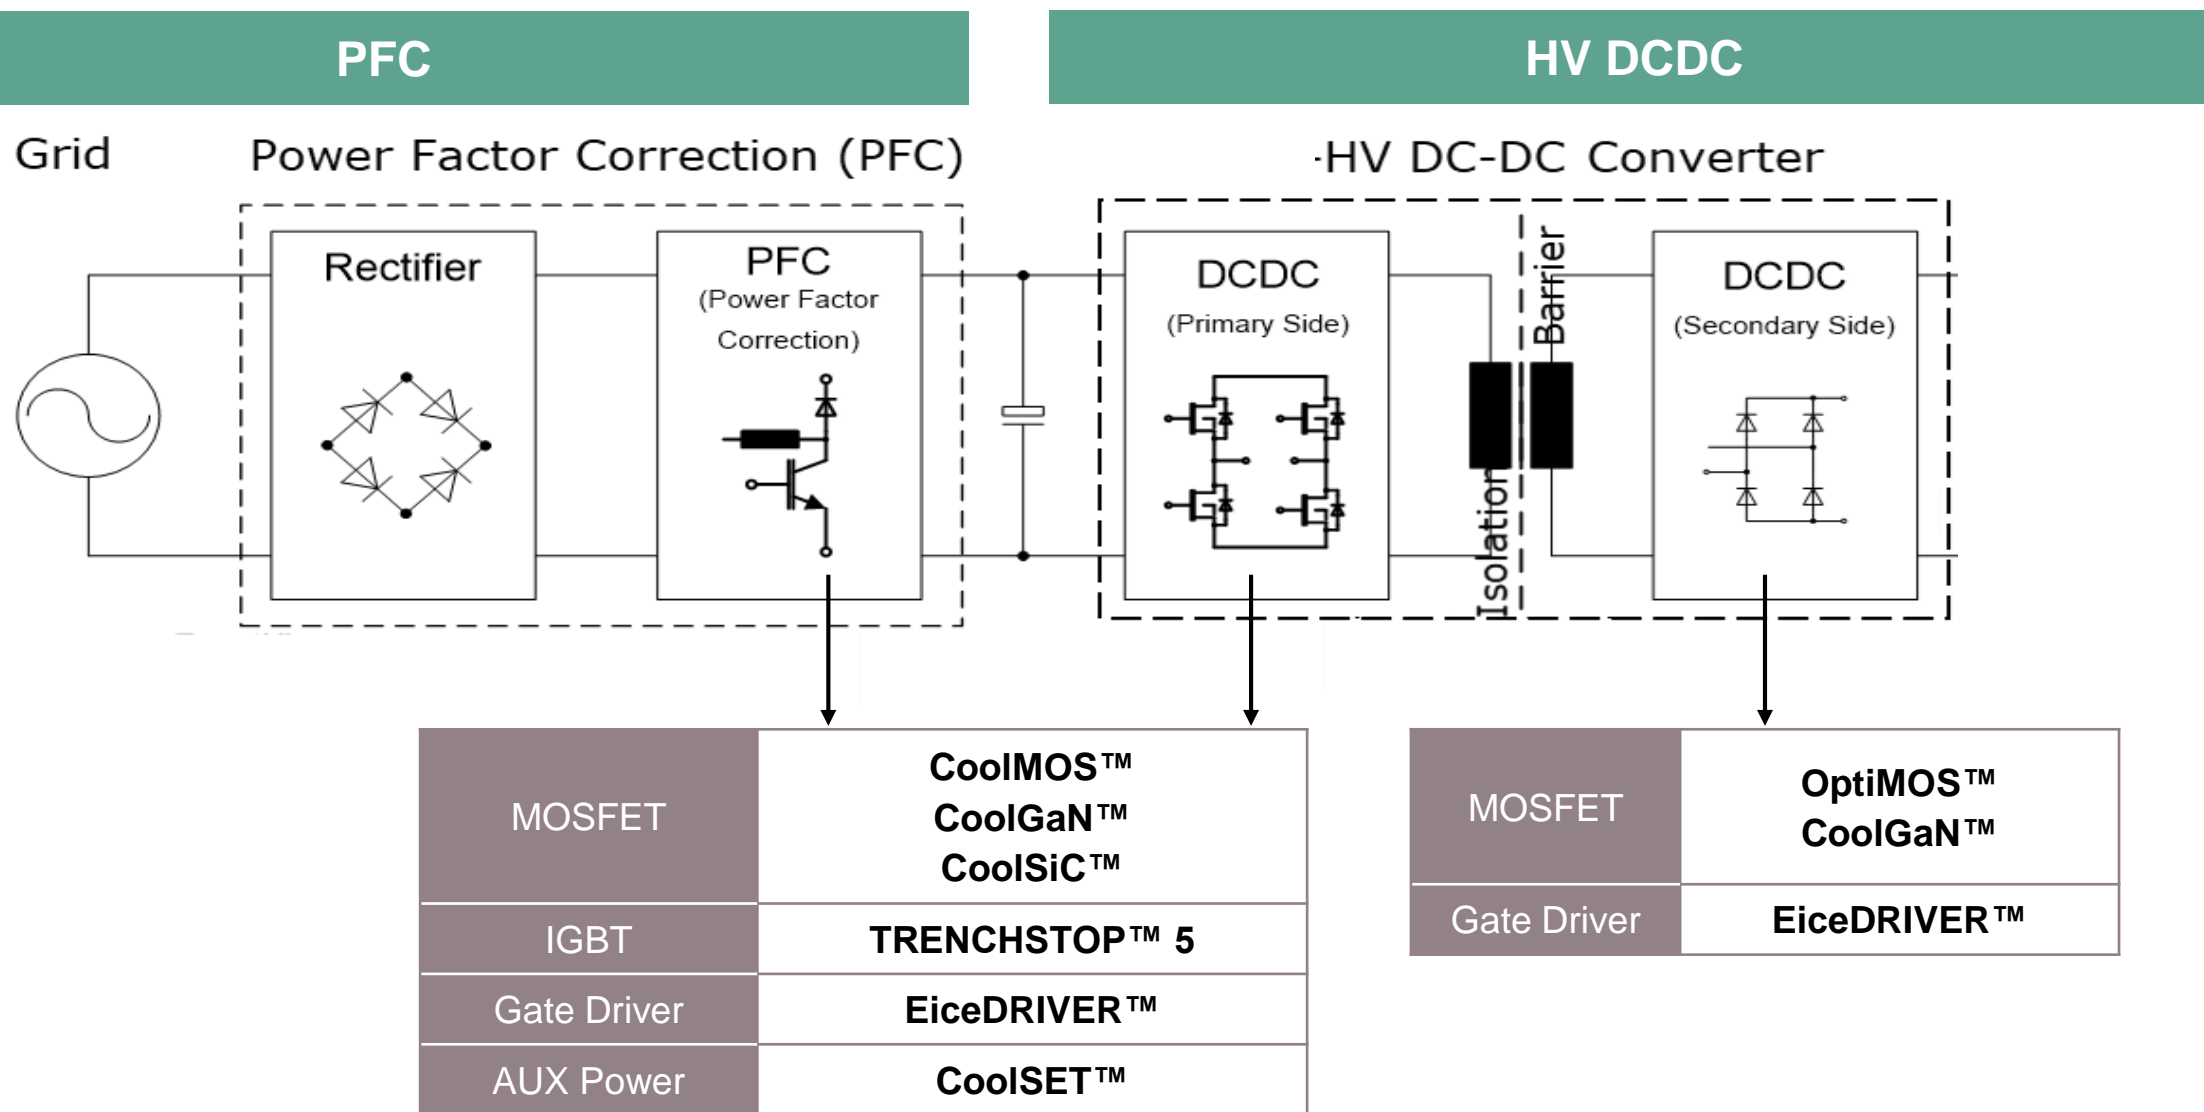 PFC
HV DCDC
Grid
Power Factor Correction (PFC)
-HV DC-DC Converter
Rectifier
PFC
(Power Factor
Correction)
DCDC
(Primary Side)
Isolation
Barrier
DCDC
(Secondary Side)
MOSFET
CoolMOS™
CoolGaN™
CoolSiC™
IGBT
TRENCHSTOP™ 5
Gate Driver
EiceDRIVER™
AUX Power
CoolSET™
MOSFET
OptiMOS™
CoolGaN™
Gate Driver
EiceDRIVER™